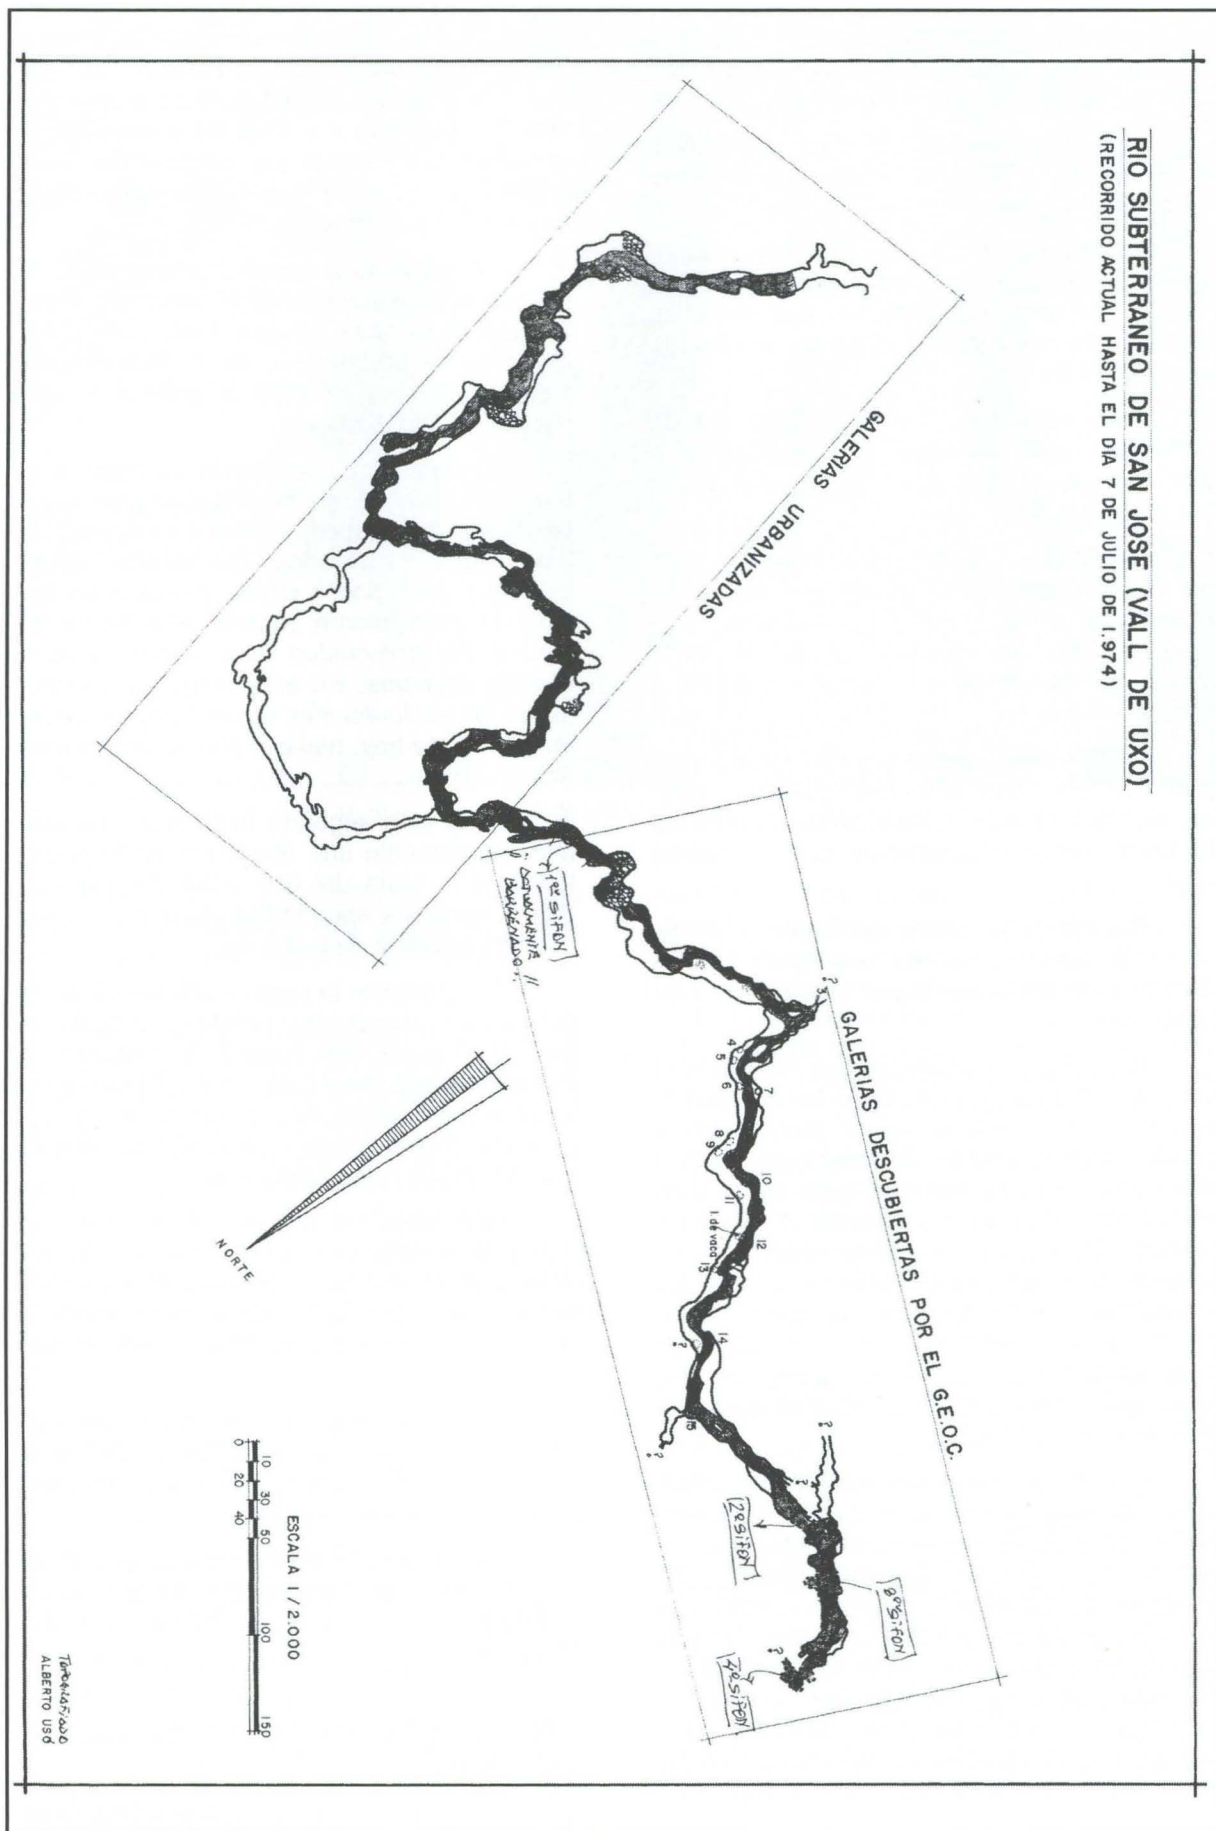 RIO SUBTERRANEO DE SAN JOSE (VALL DE UXO)
(RECORRIDO ACTUAL HASTA EL DIA 7 DE JULIO DE 1.974)
GALERIAS URBANIZADAS
GALERIAS DESCUBIERTAS POR EL G.E.O.C.
1er SIFON
? 3
4
5
6
7
8
9
10
11
1. de vaca
12
13
14
?
15
?
?
?
2º SIFON
3er SIFON
?
4º SIFON
NORTE
ESCALA 1 / 2.000
0 10 20 30 40 50 100 150
ALBERTO USÓ